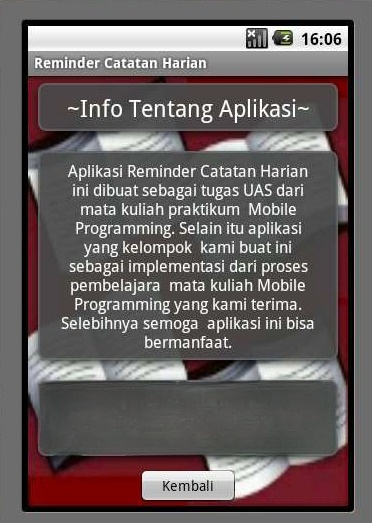 16:06
Reminder Catatan Harian
~Info Tentang Aplikasi~
Aplikasi Reminder Catatan Harian
ini dibuat sebagai tugas UAS dari
mata kuliah praktikum  Mobile
Programming. Selain itu aplikasi
yang kelompok  kami buat ini
sebagai implementasi dari proses
pembelajara  mata kuliah Mobile
Programming yang kami terima.
Selebihnya semoga  aplikasi ini bisa
bermanfaat.
Kembali